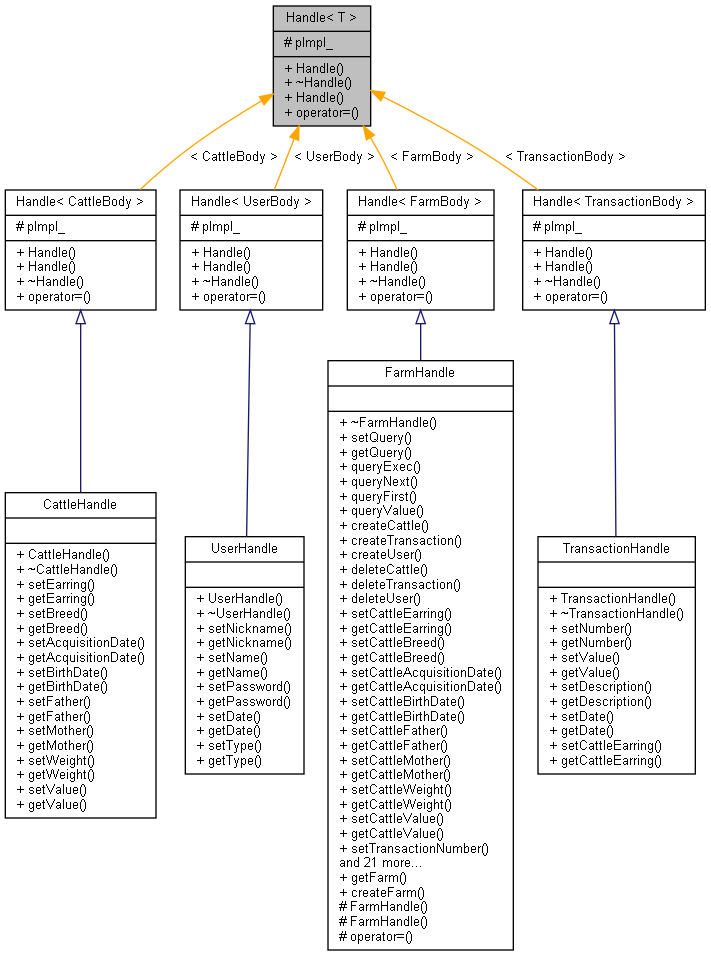 Handle< T >
# pImpl_
+ Handle()
+ ~Handle()
+ Handle()
+ operator=()
< CattleBody >
< UserBody >
< FarmBody >
< TransactionBody >
Handle< CattleBody >
# pImpl_
+ Handle()
+ Handle()
+ ~Handle()
+ operator=()
Handle< UserBody >
# pImpl_
+ Handle()
+ Handle()
+ ~Handle()
+ operator=()
Handle< FarmBody >
# pImpl_
+ Handle()
+ Handle()
+ ~Handle()
+ operator=()
Handle< TransactionBody >
# pImpl_
+ Handle()
+ Handle()
+ ~Handle()
+ operator=()
CattleHandle
+ CattleHandle()
+ ~CattleHandle()
+ setEarring()
+ getEarring()
+ setBreed()
+ getBreed()
+ setAcquisitionDate()
+ getAcquisitionDate()
+ setBirthDate()
+ getBirthDate()
+ setFather()
+ getFather()
+ setMother()
+ getMother()
+ setWeight()
+ getWeight()
+ setValue()
+ getValue()
UserHandle
+ UserHandle()
+ ~UserHandle()
+ setNickname()
+ getNickname()
+ setName()
+ getName()
+ setPassword()
+ getPassword()
+ setDate()
+ getDate()
+ setType()
+ getType()
FarmHandle
+ ~FarmHandle()
+ setQuery()
+ getQuery()
+ queryExec()
+ queryNext()
+ queryFirst()
+ queryValue()
+ createCattle()
+ createTransaction()
+ createUser()
+ deleteCattle()
+ deleteTransaction()
+ deleteUser()
+ setCattleEarring()
+ getCattleEarring()
+ setCattleBreed()
+ getCattleBreed()
+ setCattleAcquisitionDate()
+ getCattleAcquisitionDate()
+ setCattleBirthDate()
+ getCattleBirthDate()
+ setCattleFather()
+ getCattleFather()
+ setCattleMother()
+ getCattleMother()
+ setCattleWeight()
+ getCattleWeight()
+ setCattleValue()
+ getCattleValue()
+ setTransactionNumber()
and 21 more...
+ getFarm()
+ createFarm()
# FarmHandle()
# FarmHandle()
# operator=()
TransactionHandle
+ TransactionHandle()
+ ~TransactionHandle()
+ setNumber()
+ getNumber()
+ setValue()
+ getValue()
+ setDescription()
+ getDescription()
+ setDate()
+ getDate()
+ setCattleEarring()
+ getCattleEarring()